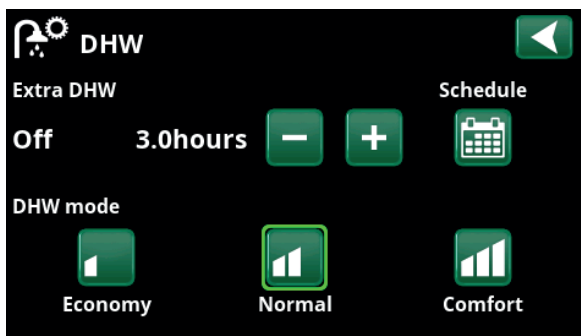 DHW
Extra DHW Schedule
Off 3.0hours
DHW mode
Economy Normal Comfort